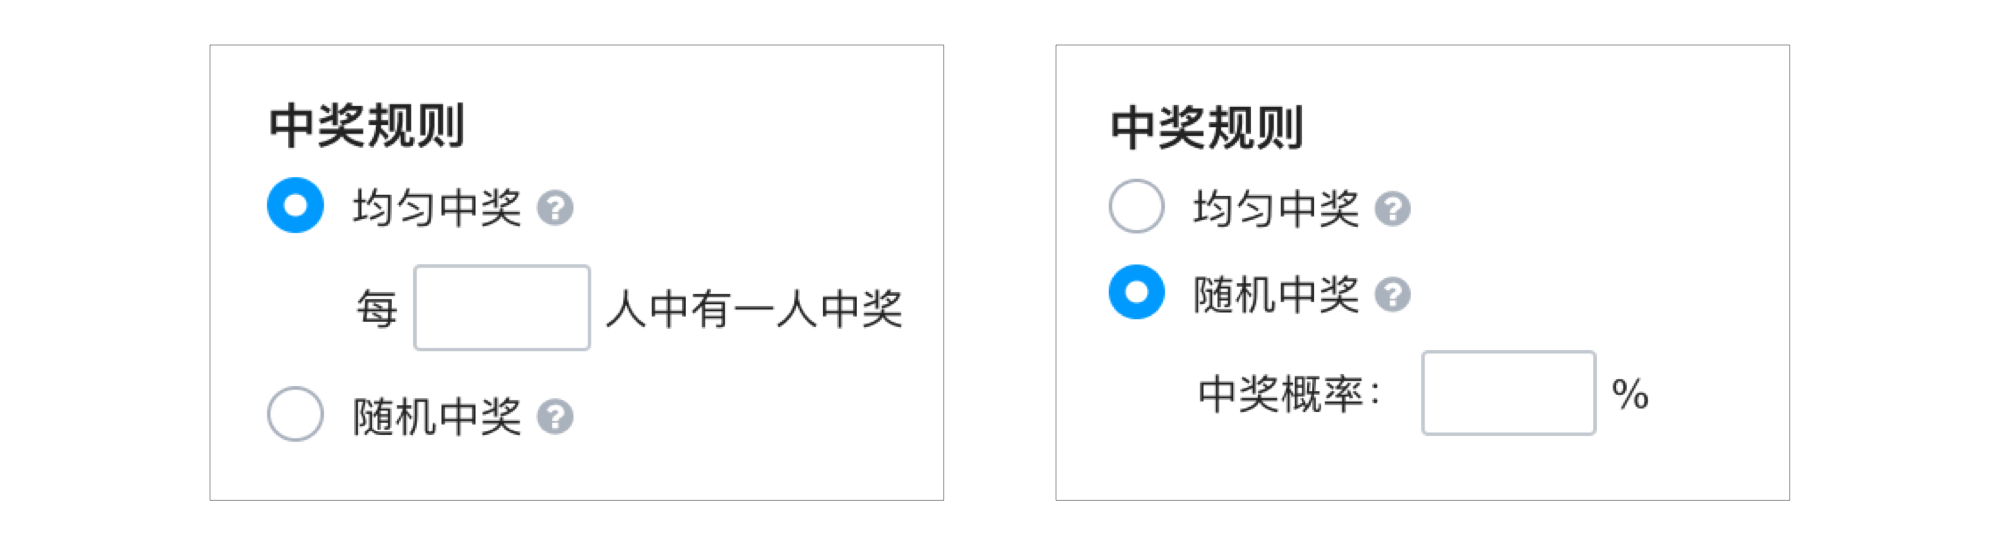 中奖规则
均匀中奖 ?
每 人中有一人中奖
随机中奖 ?
中奖规则
均匀中奖 ?
随机中奖 ?
中奖概率： %